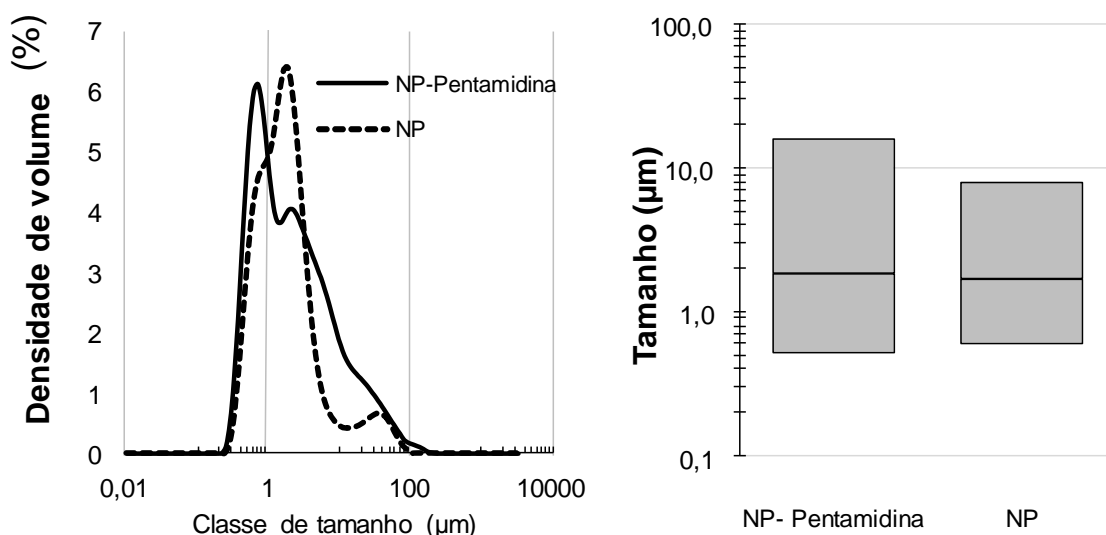 Densidade de volume (%)
7
6
5
4
3
2
1
0
NP-Pentamidina
NP
0,01
1
100
10000
Classe de tamanho (µm)
Tamanho (µm)
100,0
10,0
1,0
0,1
NP- Pentamidina
NP